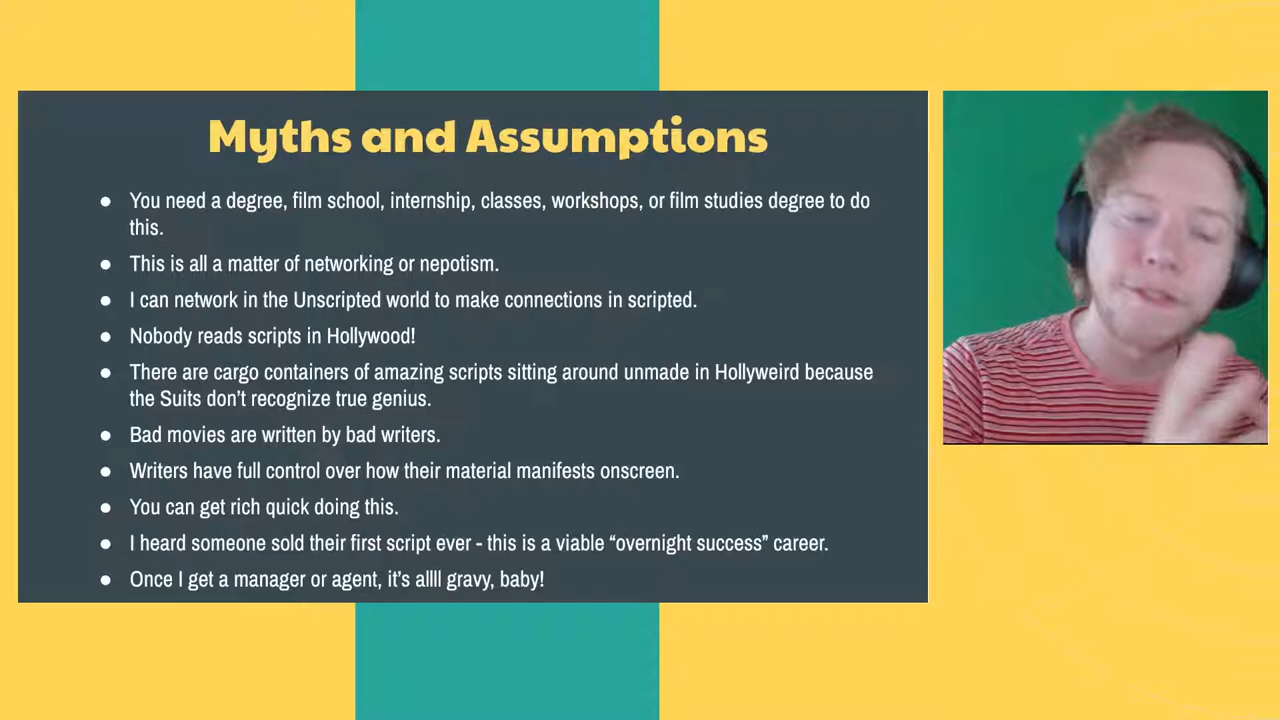 Myths and Assumptions
● You need a degree, film school, internship, classes, workshops, or film studies degree to do
this.
● This is all a matter of networking or nepotism.
● I can network in the Unscripted world to make connections in scripted.
● Nobody reads scripts in Hollywood!
● There are cargo containers of amazing scripts sitting around unmade in Hollyweird because
the Suits don’t recognize true genius.
● Bad movies are written by bad writers.
● Writers have full control over how their material manifests onscreen.
● You can get rich quick doing this.
● I heard someone sold their first script ever - this is a viable “overnight success” career.
● Once I get a manager or agent, it’s allll gravy, baby!